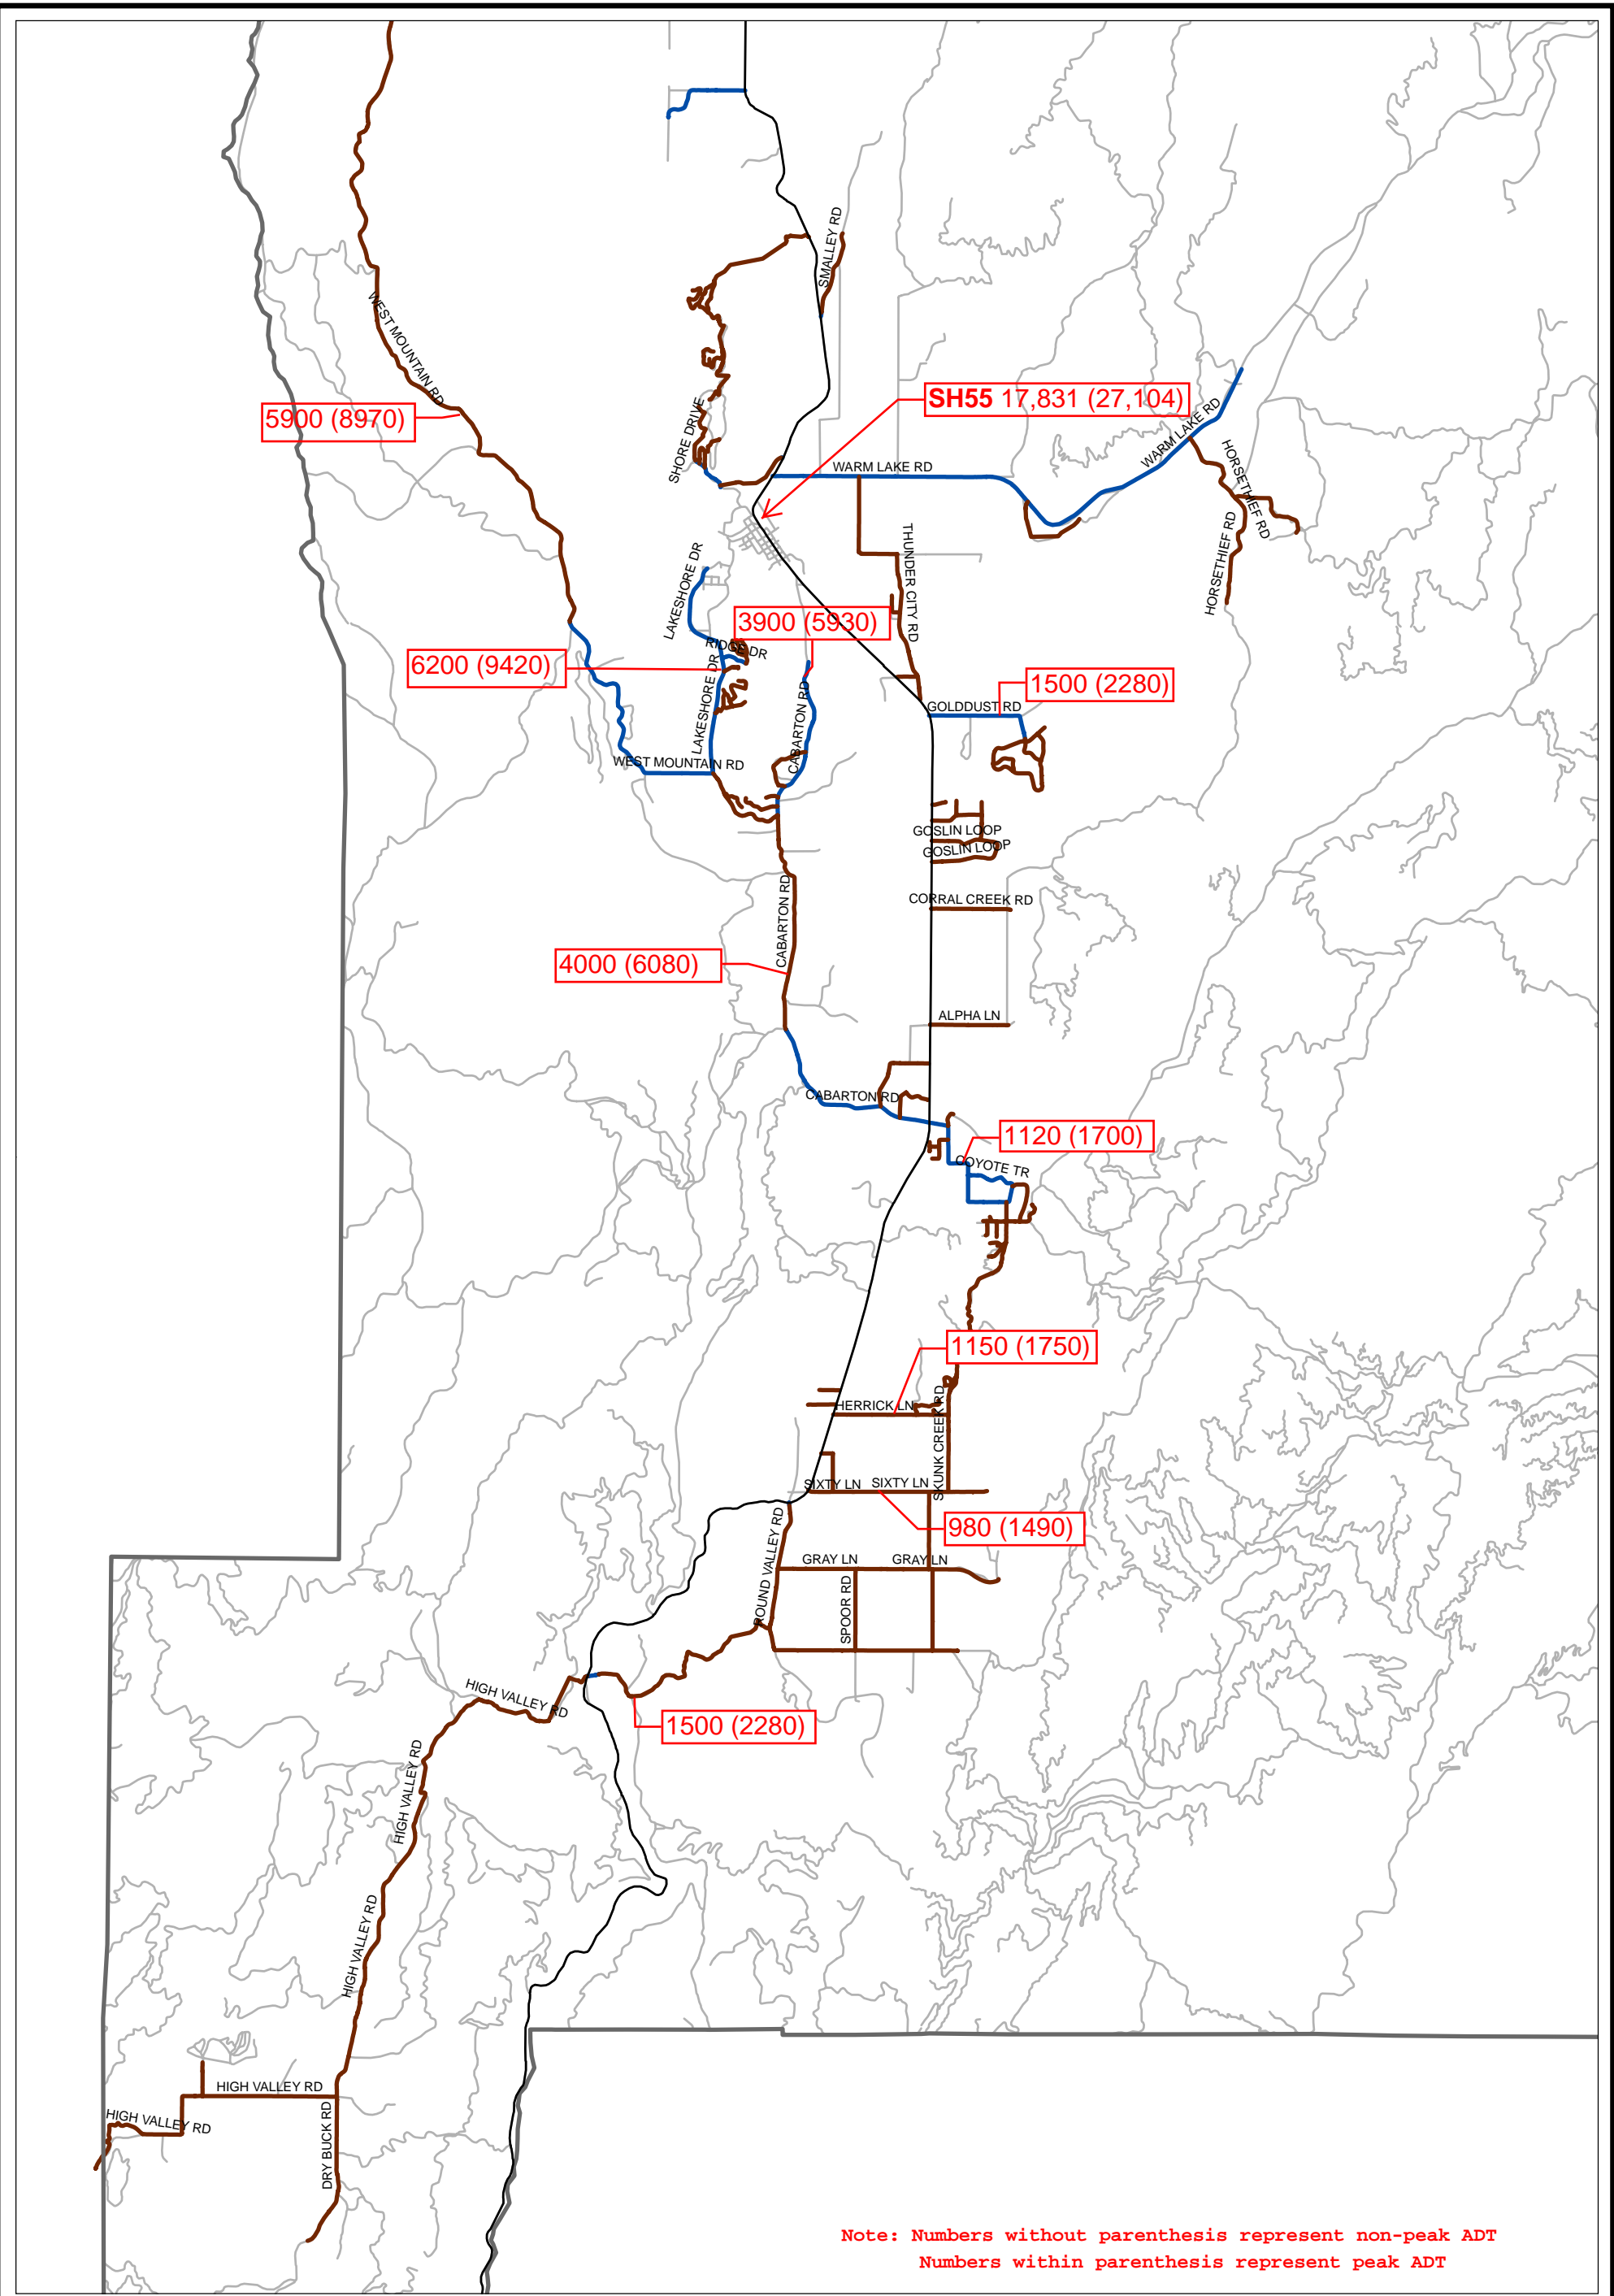 SMALLEY RD
WEST MOUNTAIN RD
SH55 17,831 (27,104)
5900 (8970)
SHORE DRIVE
WARM LAKE RD
WARM LAKE RD
HORSETHIEF RD
HORSETHIEF RD
THUNDER CITY RD
LAKESHORE DR
3900 (5930)
RIDGE DR
6200 (9420)
LAKESHORE DR
1500 (2280)
GOLDDUST RD
CABARTON RD
WEST MOUNTAIN RD
GOSLIN LOOP
GOSLIN LOOP
CORRAL CREEK RD
CABARTON RD
4000 (6080)
ALPHA LN
CABARTON RD
1120 (1700)
COYOTE TR
1150 (1750)
HERRICK LN
SKUNK CREEK RD
SIXTY LN
SIXTY LN
980 (1490)
ROUND VALLEY RD
GRAY LN
GRAY LN
SPOOR RD
HIGH VALLEY RD
1500 (2280)
HIGH VALLEY RD
HIGH VALLEY RD
HIGH VALLEY RD
HIGH VALLEY RD
DRY BUCK RD
Note: Numbers without parenthesis represent non-peak ADT
Numbers within parenthesis represent peak ADT